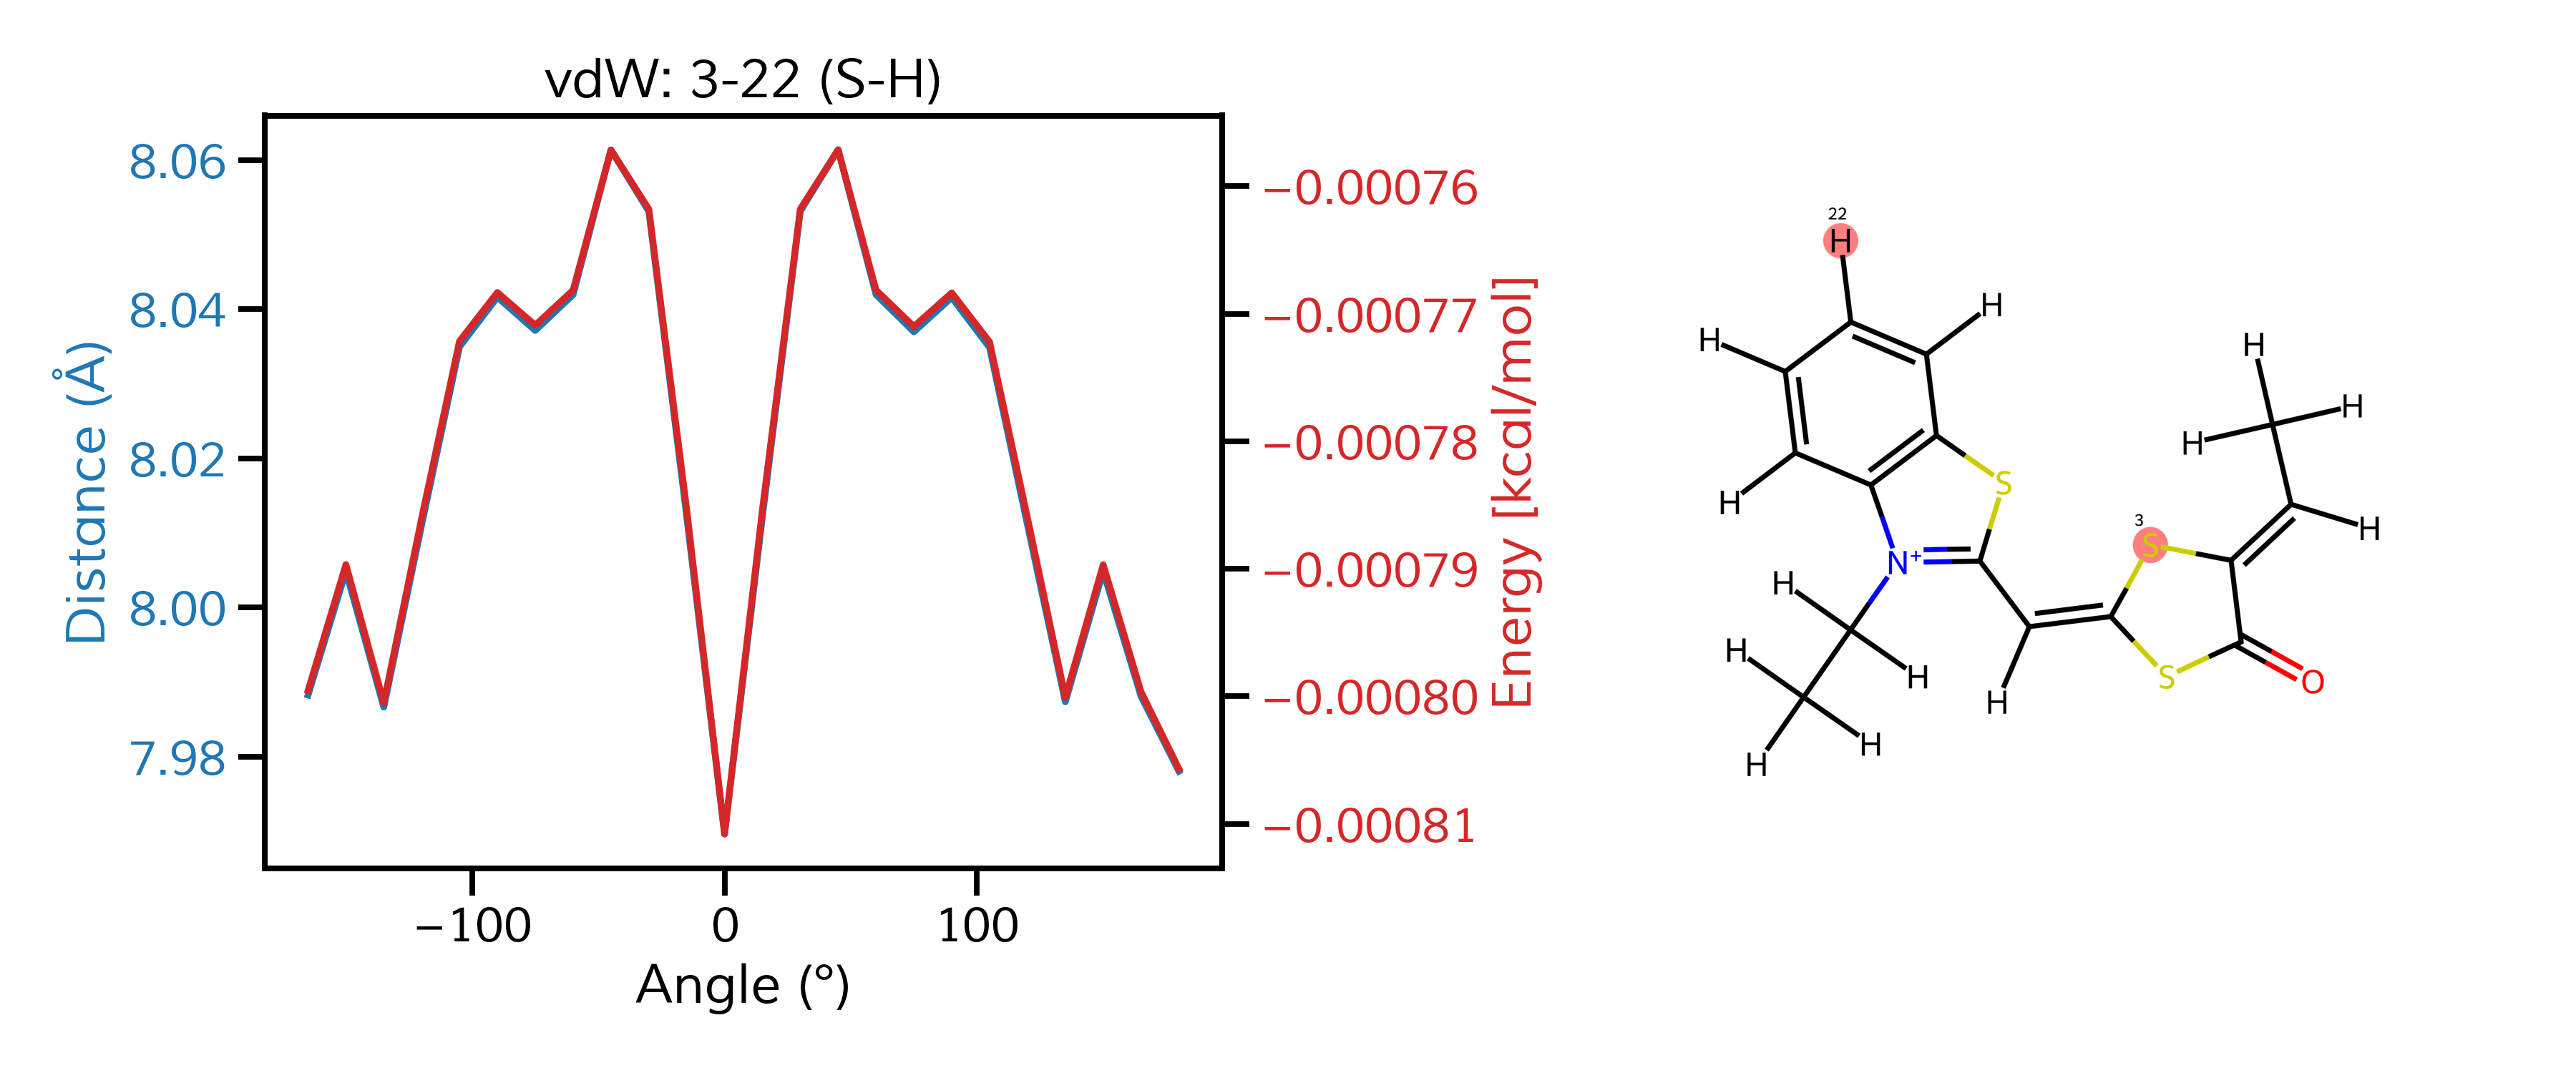 vdW: 3-22 (S-H)
8.06
8.04
8.02
8.00
7.98
Distance (Å)
−100
0
100
Angle (°)
−0.00076
−0.00077
−0.00078
−0.00079
−0.00080
−0.00081
Energy [kcal/mol]
22
H
H
H
H
S
N⁺
H
H
H
H
H
H
3
S
S
O
H
H
H
H